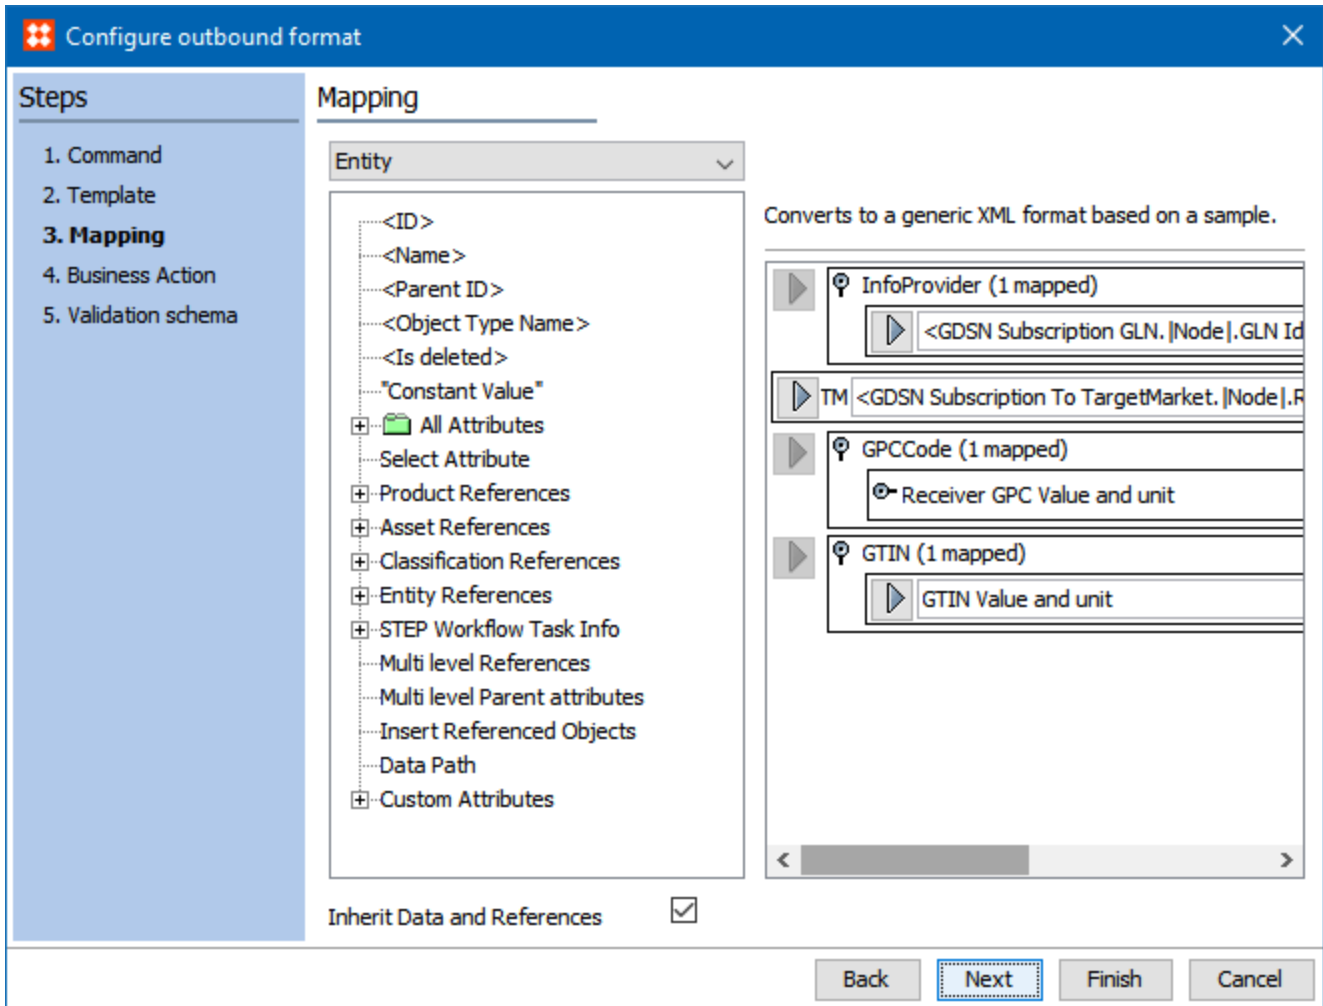 Configure outbound format
Steps
1. Command
2. Template
3. Mapping
4. Business Action
5. Validation schema
Mapping
Entity
<ID>
<Name>
<Parent ID>
<Object Type Name>
<Is deleted>
"Constant Value"
All Attributes
Select Attribute
Product References
Asset References
Classification References
Entity References
STEP Workflow Task Info
Multi level References
Multi level Parent attributes
Insert Referenced Objects
Data Path
Custom Attributes
Inherit Data and References
Converts to a generic XML format based on a sample.
InfoProvider (1 mapped)
<GDSN Subscription GLN.|Node|.GLN Id
TM <GDSN Subscription To TargetMarket.|Node|.R
GPCCode (1 mapped)
Receiver GPC Value and unit
GTIN (1 mapped)
GTIN Value and unit
Back Next Finish Cancel